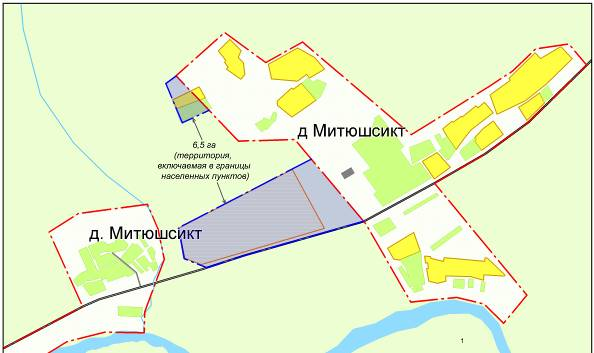 д Митюшсикт
6,5 га
(территория,
включаемая в границы
населенных пунктов)
д. Митюшсикт
1